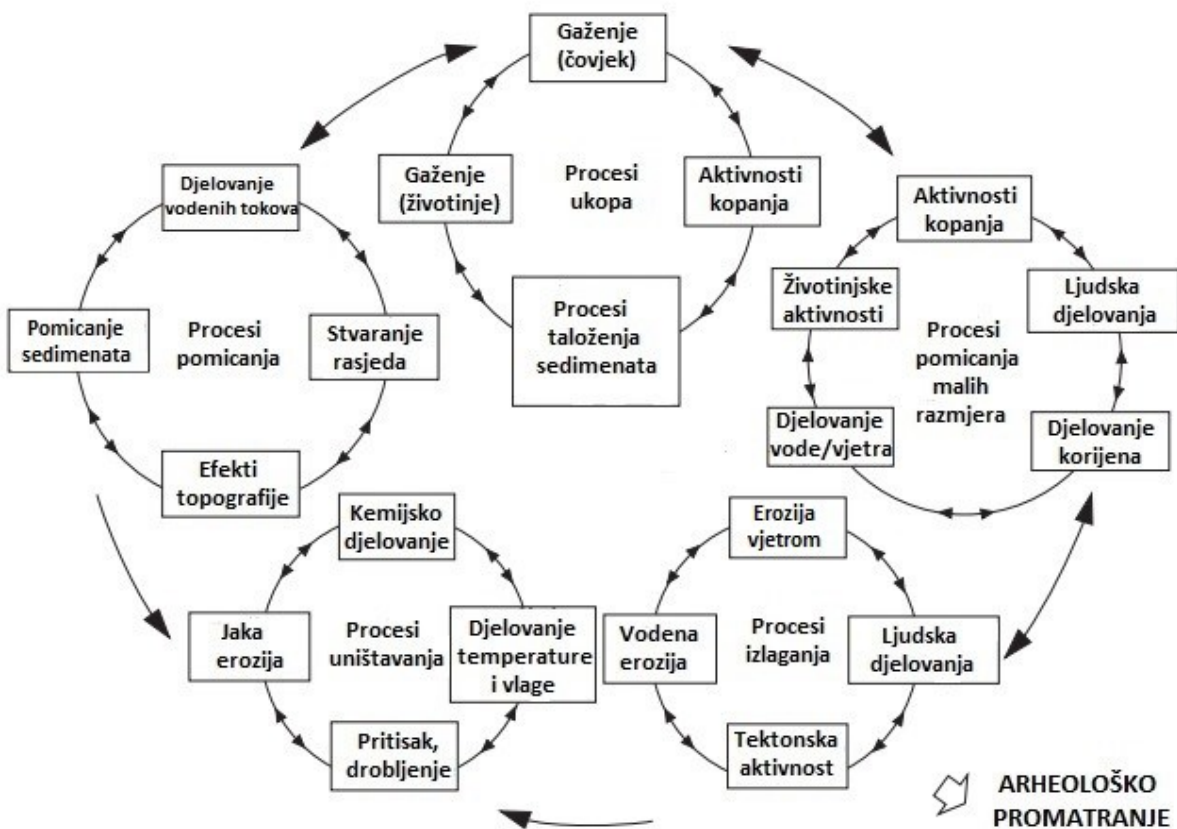 Gaženje
(čovjek)
Gaženje
(životinje)
Procesi
ukopa
Aktivnosti
kopanja
Procesi
taloženja
sedimenata
Djelovanje
vodenih tokova
Pomicanje
sedimenata
Procesi
pomicanja
Stvaranje
rasjeda
Efekti
topografije
Aktivnosti
kopanja
Životinjske
aktivnosti
Ljudska
djelovanja
Procesi
pomicanja
malih
razmjera
Djelovanje
vode/vjetra
Djelovanje
korijena
Kemijsko
djelovanje
Jaka
erozija
Procesi
uništavanja
Djelovanje
temperature
i vlage
Pritisak,
drobljenje
Erozija
vjetrom
Vodena
erozija
Procesi
izlaganja
Ljudska
djelovanja
Tektonska
aktivnost
ARHEOLOŠKO
PROMATRANJE